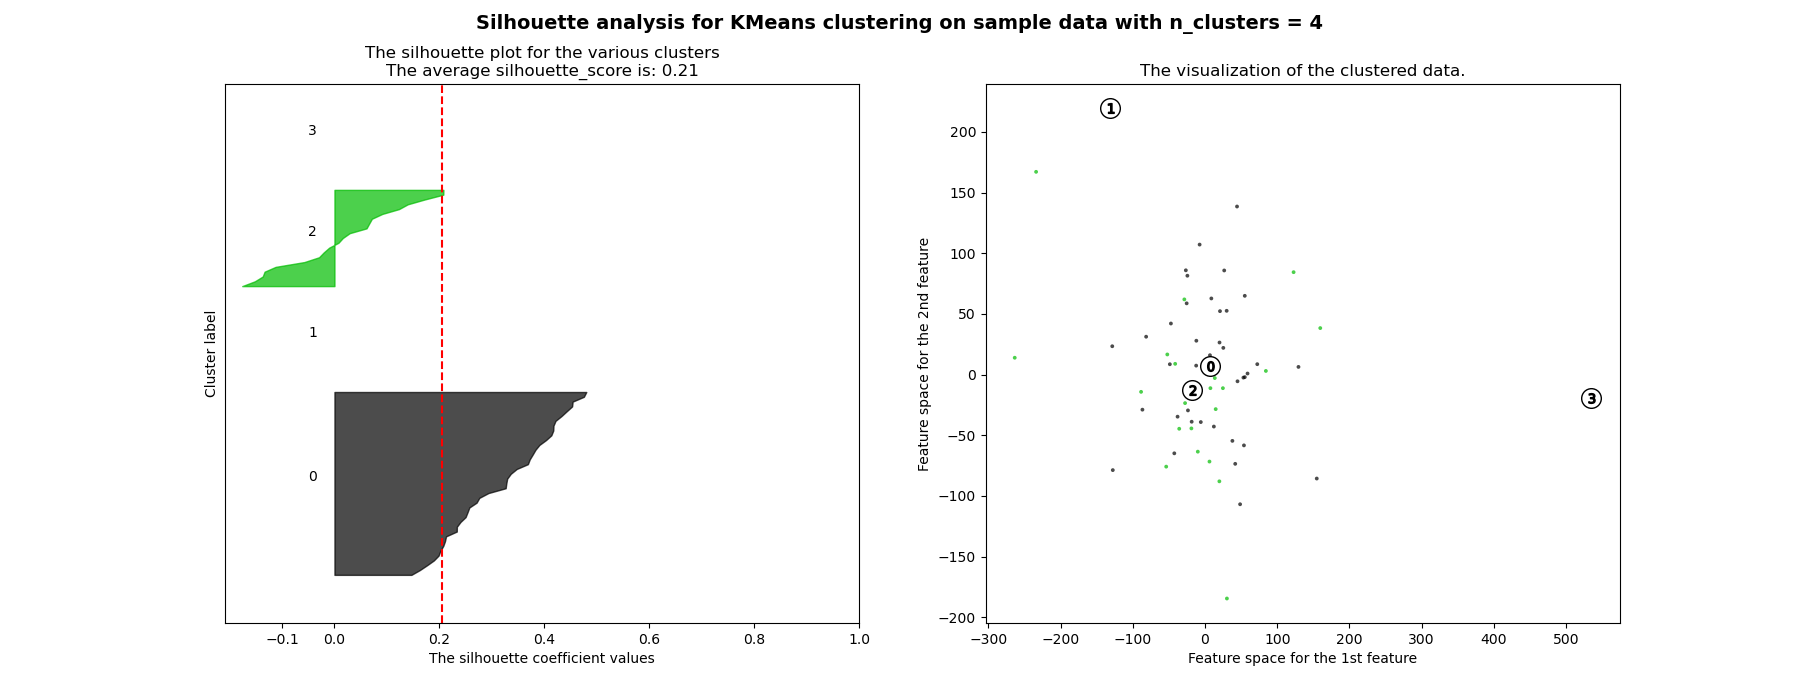 Silhouette analysis for KMeans clustering on sample data with n_clusters = 4
The silhouette plot for the various clusters
The average silhouette_score is: 0.21
3
2
1
0
Cluster label
−0.1 0.0 0.2 0.4 0.6 0.8 1.0
The silhouette coefficient values
The visualization of the clustered data.
200
150
100
50
0
−50
−100
−150
−200
Feature space for the 2nd feature
1
0
2
3
−300 −200 −100 0 100 200 300 400 500
Feature space for the 1st feature